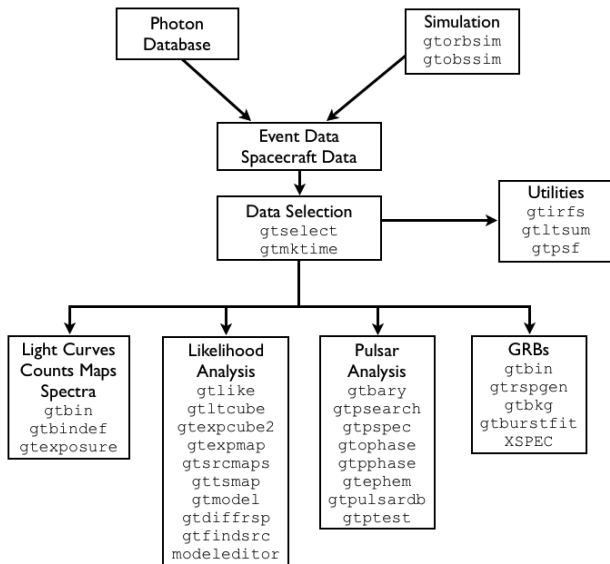 Photon
Database
Simulation
gtorbsim
gtobssim
Event Data
Spacecraft Data
Data Selection
gtselect
gtmktime
Utilities
gtirfs
gtltsum
gtpsf
Light Curves
Counts Maps
Spectra
gtbin
gtbindef
gtexposure
Likelihood
Analysis
gtlike
gtltcube
gtexpcube2
gtexpmap
gtsrcmaps
gttsmap
gtmodel
gtdiffrsp
gtfindsrc
modeleditor
Pulsar
Analysis
gtbary
gtpsearch
gtpspec
gtophase
gtpphase
gtephem
gtpulsardb
gtptest
GRBs
gtbin
gtrspgen
gtbkg
gtburstfit
XSPEC